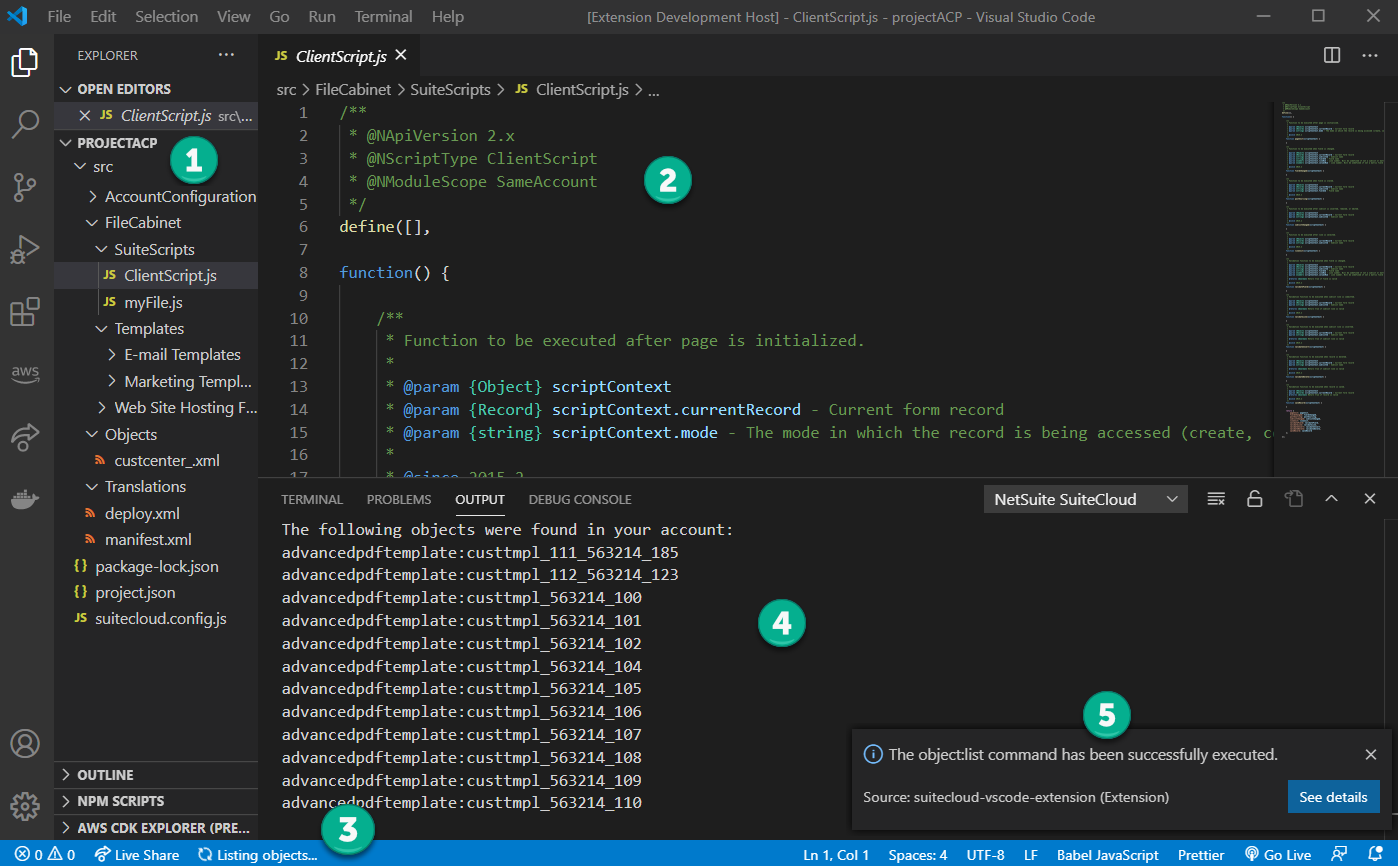 File Edit Selection View Go Run Terminal Help [Extension Development Host] - ClientScript.js - projectACP - Visual Studio Code
EXPLORER ···
OPEN EDITORS
JS ClientScript.js src\...
PROJECTACP
1
src
AccountConfiguration
FileCabinet
SuiteScripts
JS ClientScript.js
JS myFile.js
Templates
E-mail Templates
Marketing Templ...
Web Site Hosting F...
Objects
custcenter_.xml
Translations
deploy.xml
manifest.xml
{} package-lock.json
{} project.json
JS suitecloud.config.js
OUTLINE
NPM SCRIPTS
AWS CDK EXPLORER (PRE...
aws
JS ClientScript.js
src > FileCabinet > SuiteScripts > JS ClientScript.js > ...
1 /**
2 * @NApiVersion 2.x
3 * @NScriptType ClientScript
4 * @NModuleScope SameAccount
5 */
6 define([],
7
8 function() {
9
10 /**
11 * Function to be executed after page is initialized.
12 *
13 * @param {Object} scriptContext
14 * @param {Record} scriptContext.currentRecord - Current form record
15 * @param {string} scriptContext.mode - The mode in which the record is being accessed (create, c
16 *
17 * @since 2015.2
2
TERMINAL PROBLEMS OUTPUT DEBUG CONSOLE NetSuite SuiteCloud
The following objects were found in your account:
advancedpdftemplate:custtmpl_111_563214_185
advancedpdftemplate:custtmpl_112_563214_123
advancedpdftemplate:custtmpl_563214_100
advancedpdftemplate:custtmpl_563214_101
advancedpdftemplate:custtmpl_563214_102
advancedpdftemplate:custtmpl_563214_104
advancedpdftemplate:custtmpl_563214_105
advancedpdftemplate:custtmpl_563214_106
advancedpdftemplate:custtmpl_563214_107
advancedpdftemplate:custtmpl_563214_108
advancedpdftemplate:custtmpl_563214_109
advancedpdftemplate:custtmpl_563214_110
4
5
The object:list command has been successfully executed.
Source: suitecloud-vscode-extension (Extension) See details
3
0 0 Live Share Listing objects... Ln 1, Col 1 Spaces: 4 UTF-8 LF Babel JavaScript Prettier Go Live